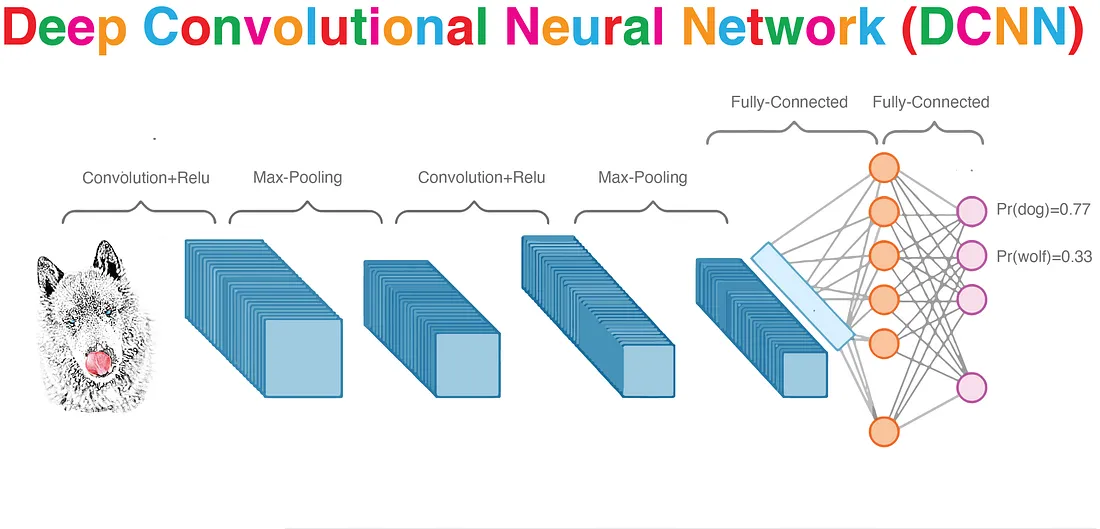 Deep Convolutional Neural Network (DCNN)
Fully-Connected
Fully-Connected
Convolution+Relu
Max-Pooling
Convolution+Relu
Max-Pooling
Pr(dog)=0.77
Pr(wolf)=0.33